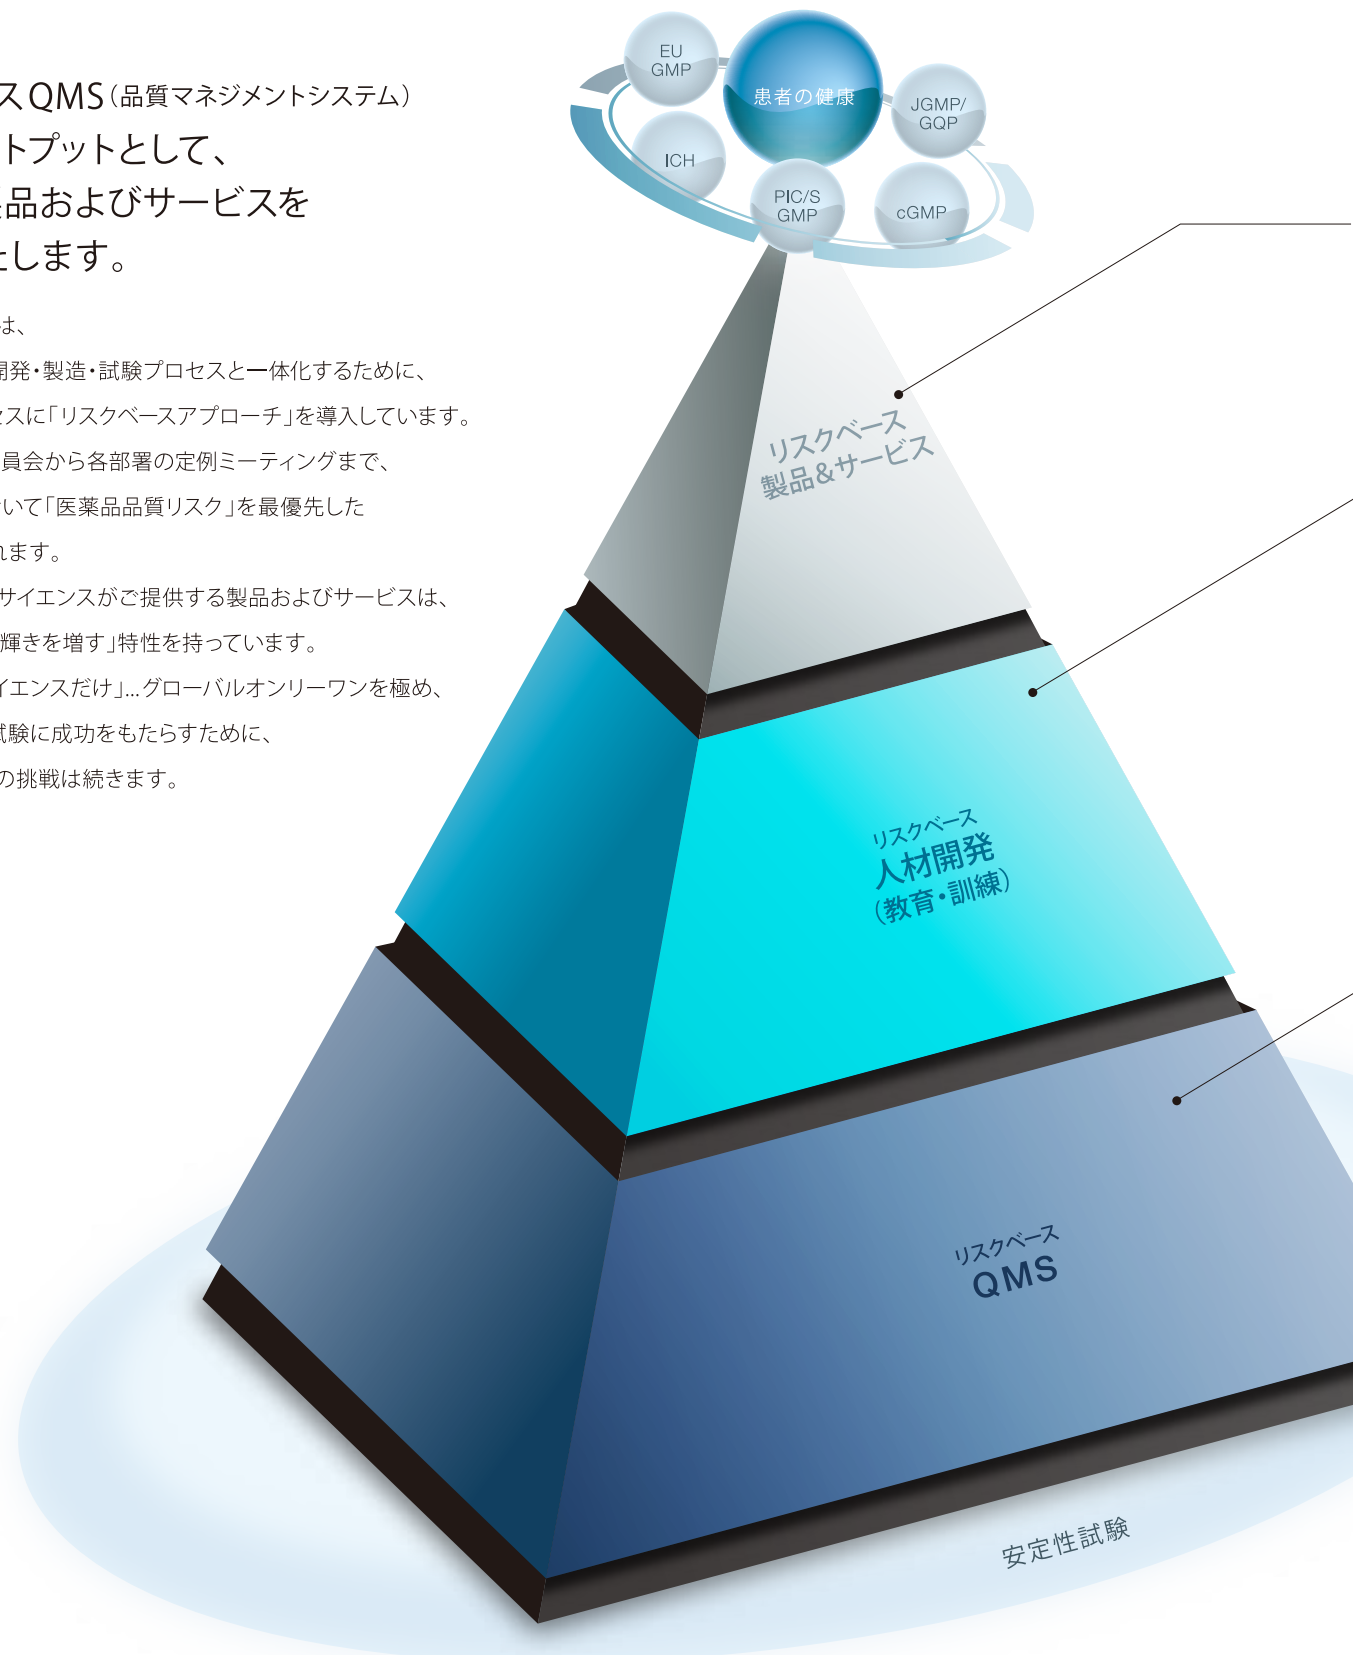 スQMS（品質マネジメントシステム）
トプットとして、
製品およびサービスを
たします。
は、
開発・製造・試験プロセスと一体化するために、
セスに「リスクベースアプローチ」を導入しています。
員会から各部署の定例ミーティングまで、
いて「医薬品品質リスク」を最優先した
れます。
サイエンスがご提供する製品およびサービスは、
輝きを増す」特性を持っています。
イエンスだけ」...グローバルオンリーワンを極め、
試験に成功をもたらすために、
の挑戦は続きます。
EU
GMP
患者の健康
JGMP/
GQP
ICH
PIC/S
GMP
cGMP
リスクベース
製品&サービス
リスクベース
人材開発
（教育・訓練）
リスクベース
QMS
安定性試験